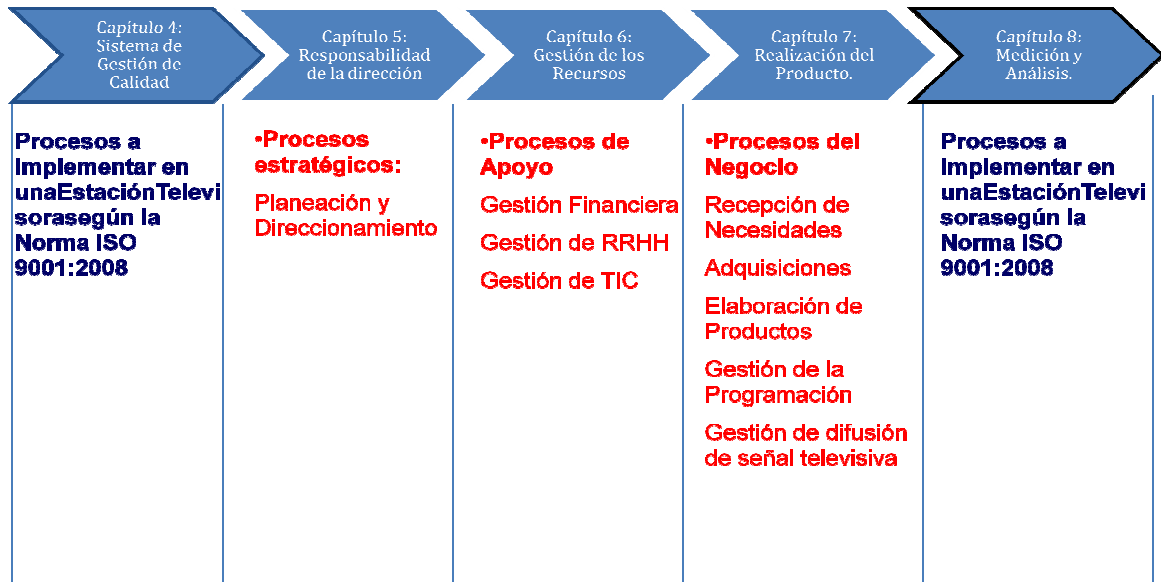 Capítulo 4:
Sistema de
Gestión de
Calidad
Capítulo 5:
Responsabilidad
de la dirección
Capítulo 6:
Gestión de los
Recursos
Capítulo 7:
Realización del
Producto.
Capítulo 8:
Medición y
Análisis.
Procesos a
Implementar en
unaEstaciónTelevi
sorasegún la
Norma ISO
9001:2008
•Procesos
estratégicos:
Planeación y
Direccionamiento
•Procesos de
Apoyo
Gestión Financiera
Gestión de RRHH
Gestión de TIC
•Procesos del
Negocio
Recepción de
Necesidades
Adquisiciones
Elaboración de
Productos
Gestión de la
Programación
Gestión de difusión
de señal televisiva
Procesos a
Implementar en
unaEstaciónTelevi
sorasegún la
Norma ISO
9001:2008